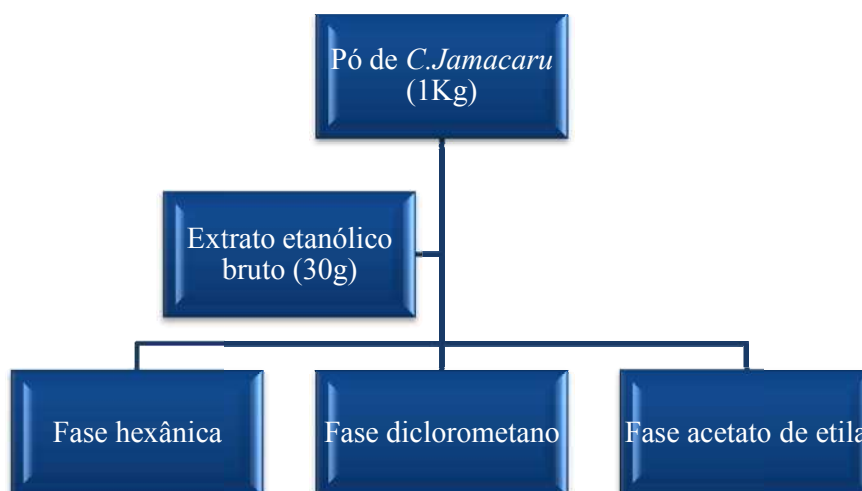 Pó de C.Jamacaru
(1Kg)
Extrato etanólico
bruto (30g)
Fase hexânica
Fase diclorometano
Fase acetato de etila